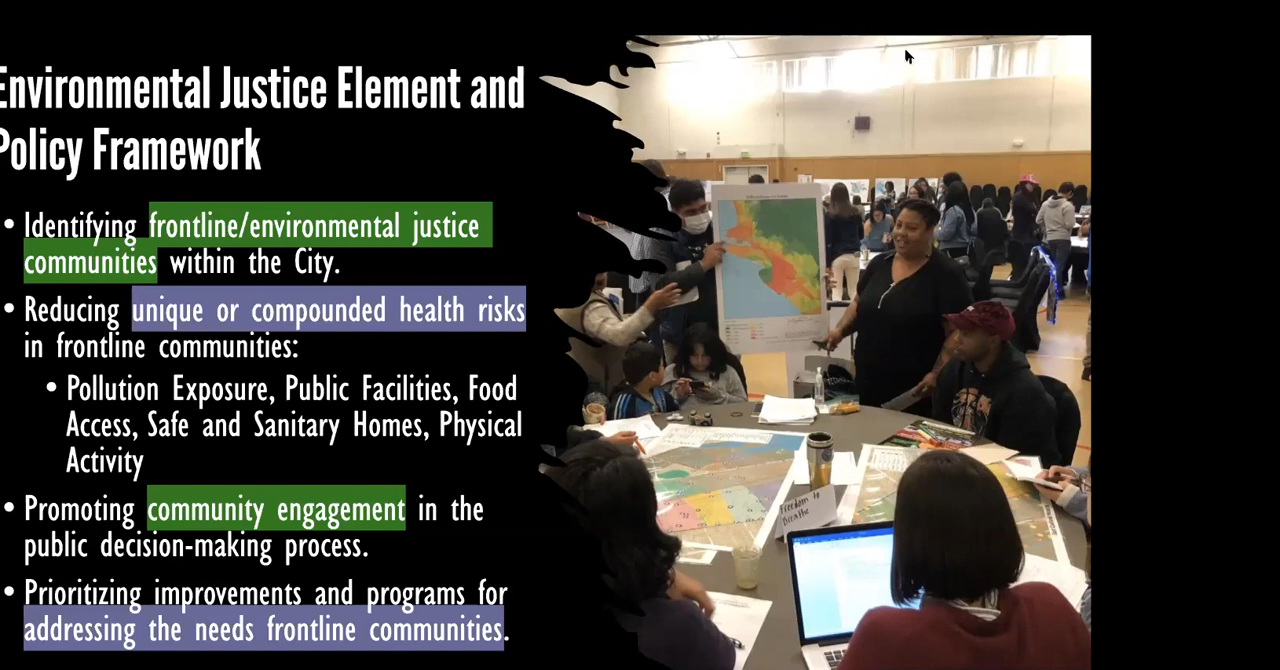 Environmental Justice Element and
Policy Framework
• Identifying frontline/environmental justice
communities within the City.
• Reducing unique or compounded health risks
in frontline communities:
• Pollution Exposure, Public Facilities, Food
Access, Safe and Sanitary Homes, Physical
Activity
• Promoting community engagement in the
public decision-making process.
• Prioritizing improvements and programs for
addressing the needs frontline communities.
Freedom to
Breathe